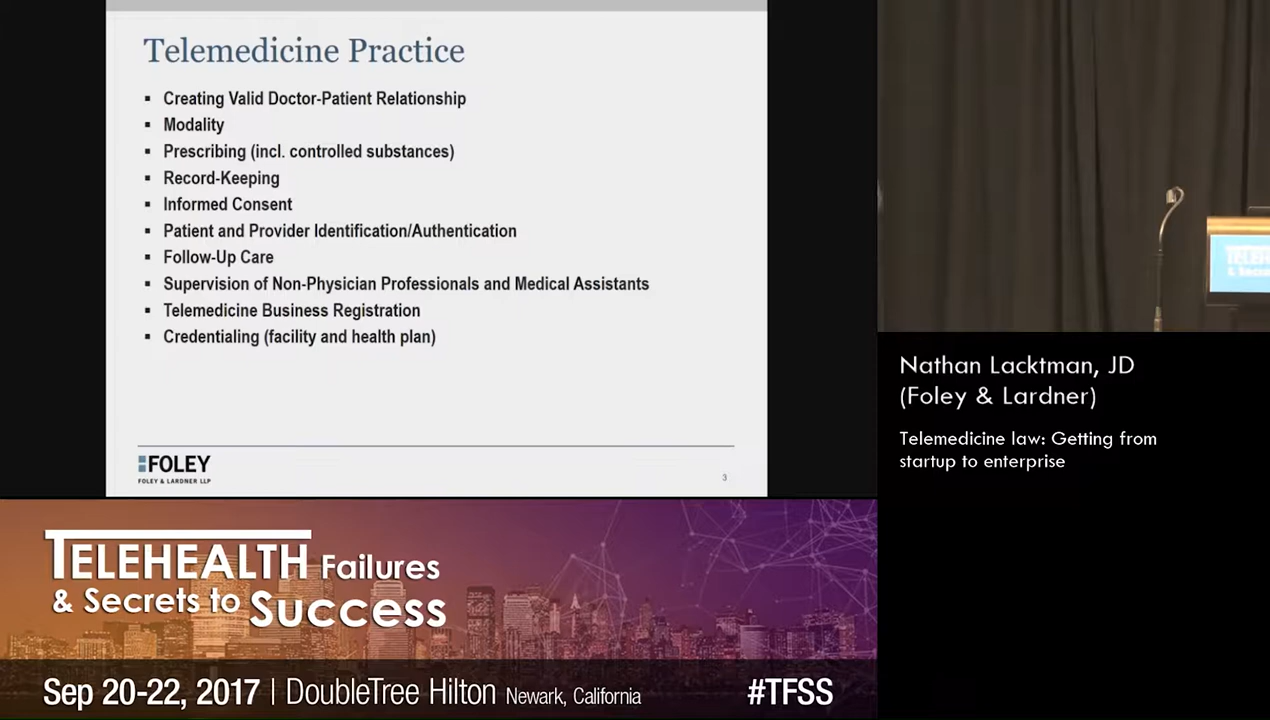 Telemedicine Practice
▪ Creating Valid Doctor-Patient Relationship
▪ Modality
▪ Prescribing (incl. controlled substances)
▪ Record-Keeping
▪ Informed Consent
▪ Patient and Provider Identification/Authentication
▪ Follow-Up Care
▪ Supervision of Non-Physician Professionals and Medical Assistants
▪ Telemedicine Business Registration
▪ Credentialing (facility and health plan)
FOLEY
FOLEY & LARDNER LLP
3
TELEH
Nathan Lacktman, JD
(Foley & Lardner)
Telemedicine law: Getting from
startup to enterprise
TELEHEALTH Failures
& Secrets to Success
Sep 20-22, 2017 | DoubleTree Hilton Newark, California
#TFSS